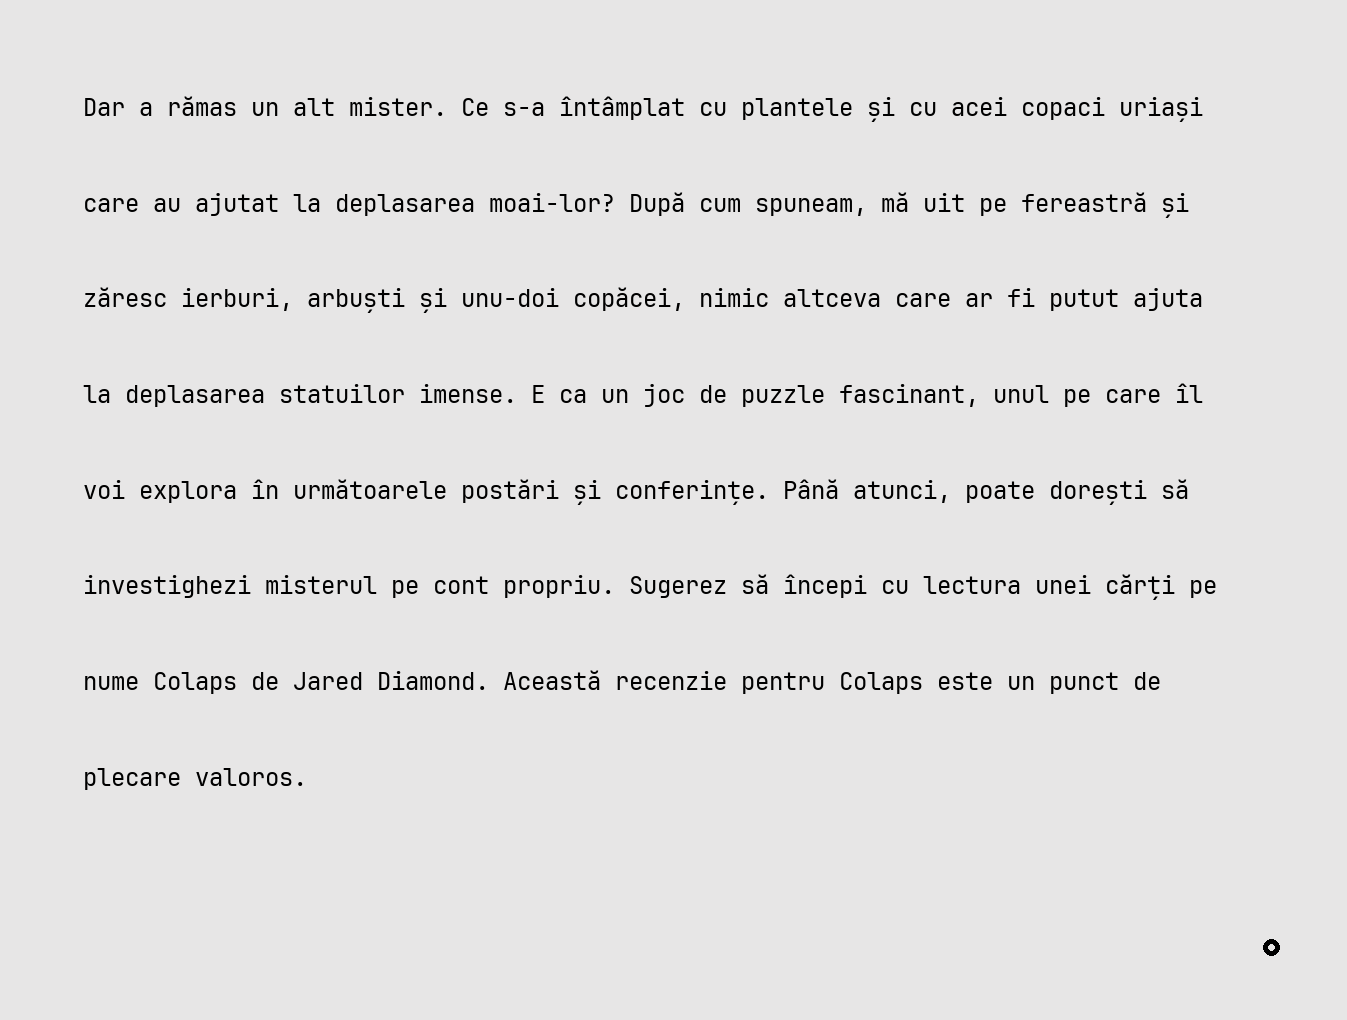 Dar a rămas un alt mister. Ce s-a întâmplat cu plantele și cu acei copaci uriași
care au ajutat la deplasarea moai-lor? După cum spuneam, mă uit pe fereastră și
zăresc ierburi, arbuști și unu-doi copăcei, nimic altceva care ar fi putut ajuta
la deplasarea statuilor imense. E ca un joc de puzzle fascinant, unul pe care îl
voi explora în următoarele postări și conferințe. Până atunci, poate dorești să
investighezi misterul pe cont propriu. Sugerez să începi cu lectura unei cărți pe
nume Colaps de Jared Diamond. Această recenzie pentru Colaps este un punct de
plecare valoros.